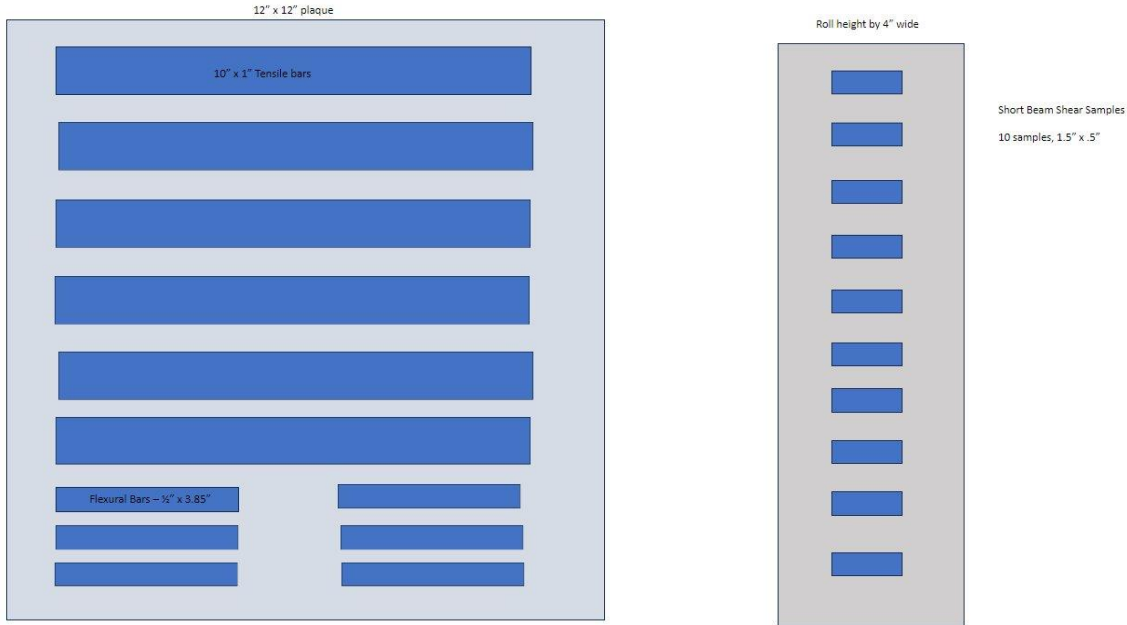 12” x 12” plaque
10” x 1” Tensile bars
Flexural Bars – ½” x 3.85”
Roll height by 4” wide
Short Beam Shear Samples
10 samples, 1.5” x .5”